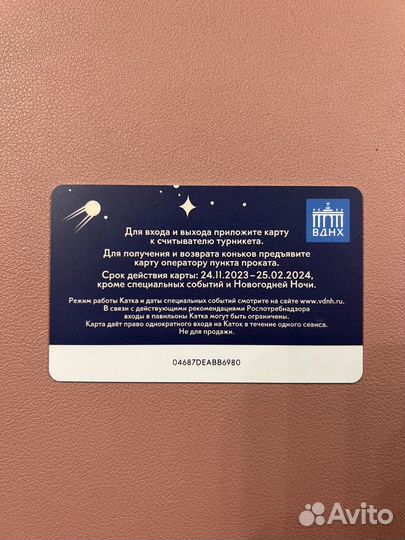 ВДНХ
Для входа и выхода приложите карту
к считывателю турникета.
Для получения и возврата коньков предъявите
карту оператору пункта проката.
Срок действия карты: 24.11.2023–25.02.2024,
кроме специальных событий и Новогодней Ночи.
Режим работы Катка и даты специальных событий смотрите на сайте www.vdnh.ru.
В связи с действующими рекомендациями Роспотребнадзора
входы в павильоны Катка могут быть ограничены.
Карта даёт право однократного входа на Каток в течение одного сеанса.
Не для продажи.
04687DEABB6980
Avito